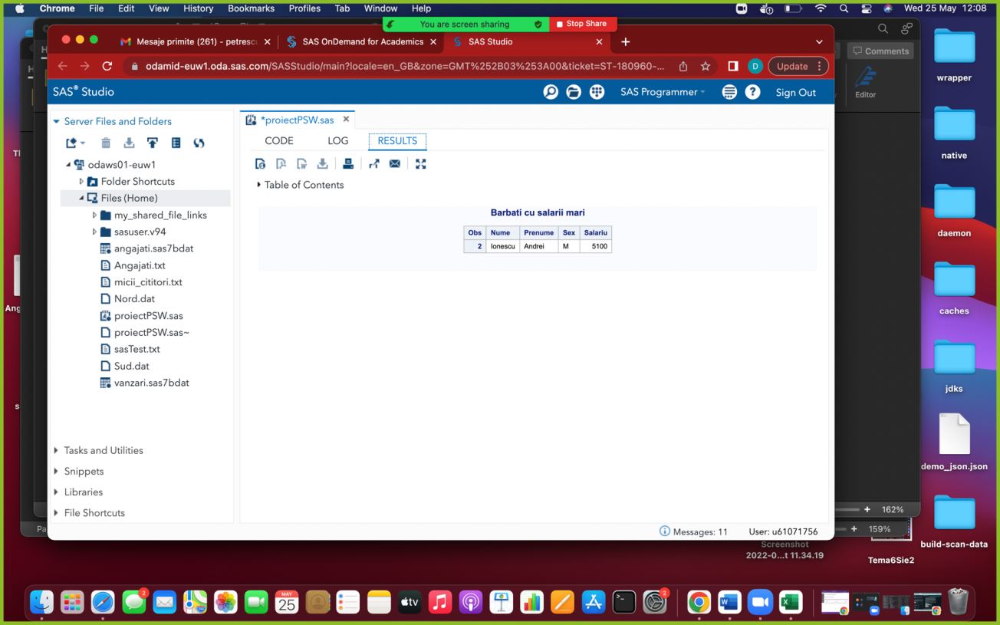 Chrome File Edit View History Bookmarks Profiles Tab Window Help Wed 25 May 12:08
You are screen sharing Stop Share
Mesaje primite (261) - petresc
SAS OnDemand for Academics
SAS Studio
Comments
odamid-euw1.oda.sas.com/SASStudio/main?locale=en_GB&zone=GMT%252B03%253A00&ticket=ST-180960-...
D
Update
Editor
wrapper
SAS® Studio
SAS Programmer
Sign Out
Server Files and Folders
*proiectPSW.sas
CODE LOG RESULTS
odaws01-euw1
Folder Shortcuts
Files (Home)
my_shared_file_links
sasuser.v94
angajati.sas7bdat
Angajati.txt
micii_cititori.txt
Nord.dat
proiectPSW.sas
proiectPSW.sas~
sasTest.txt
Sud.dat
vanzari.sas7bdat
Table of Contents
Barbati cu salarii mari
Obs Nume Prenume Sex Salariu
2 Ionescu Andrei M 5100
Tasks and Utilities
Snippets
Libraries
File Shortcuts
Messages: 11
User: u61071756
native
daemon
caches
jdks
demo_json.json
build-scan-data
162%
159%
Screenshot
2022-0...t 11.34.19
Tema6Sie2
Ang
Pa
2
MAY
25
tv
2